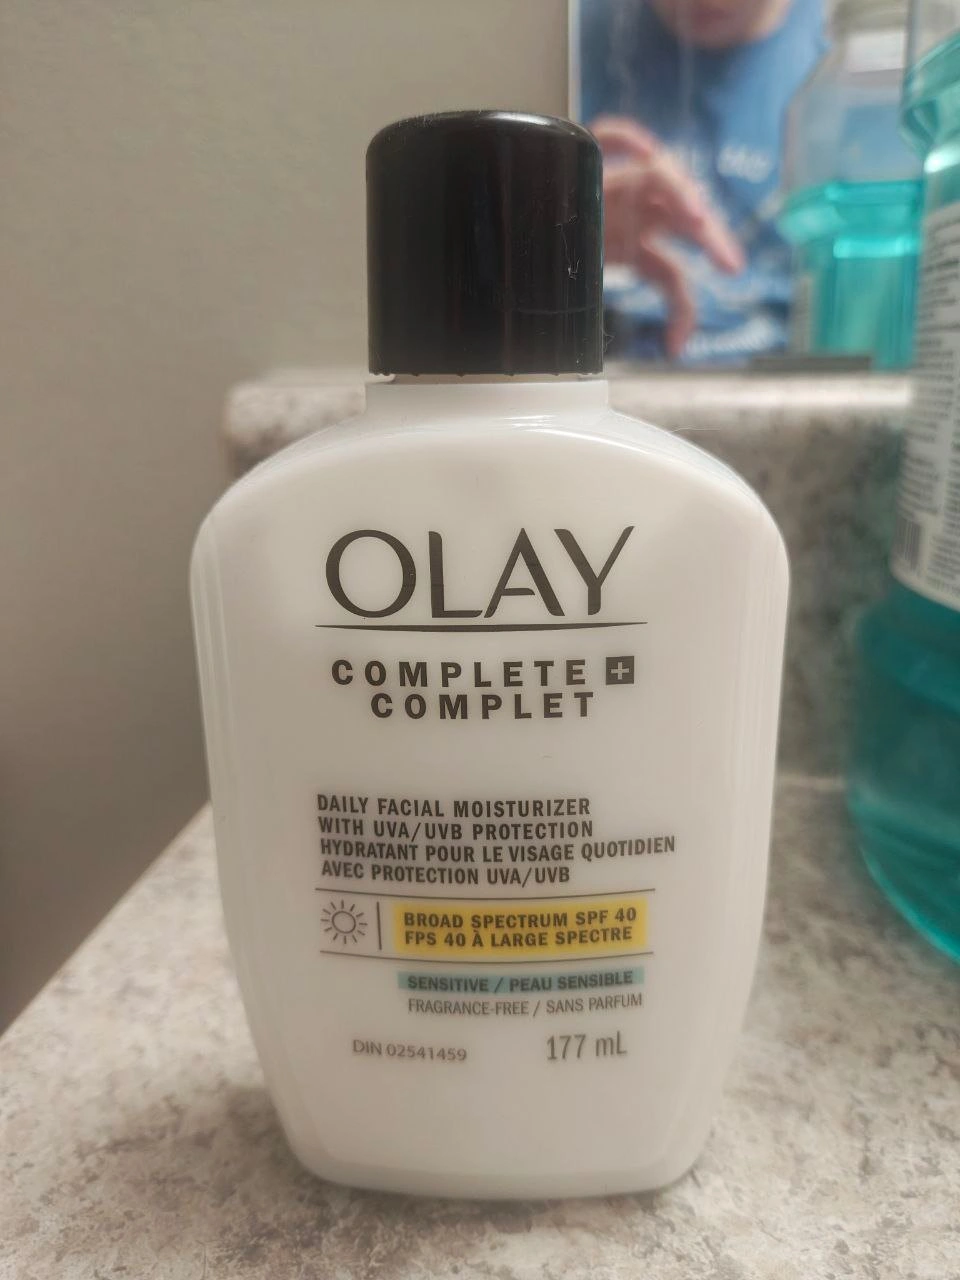 OLAY
COMPLETE +
COMPLET
DAILY FACIAL MOISTURIZER
WITH UVA/UVB PROTECTION
HYDRATANT POUR LE VISAGE QUOTIDIEN
AVEC PROTECTION UVA/UVB
BROAD SPECTRUM SPF 40
FPS 40 À LARGE SPECTRE
SENSITIVE / PEAU SENSIBLE
FRAGRANCE-FREE / SANS PARFUM
DIN 02541459 177 mL